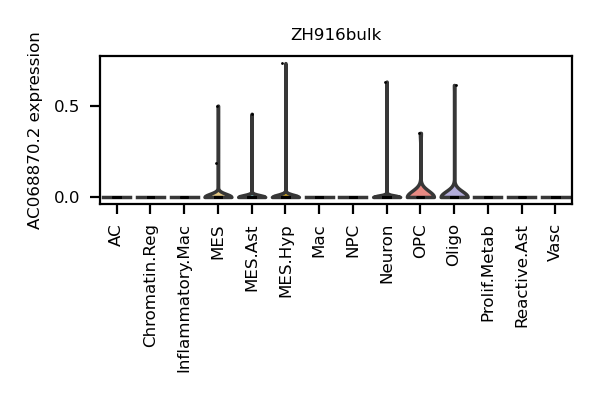 ZH916bulk
AC068870.2 expression
0.5
0.0
AC
Chromatin.Reg
Inflammatory.Mac
MES
MES.Ast
MES.Hyp
Mac
NPC
Neuron
OPC
Oligo
Prolif.Metab
Reactive.Ast
Vasc